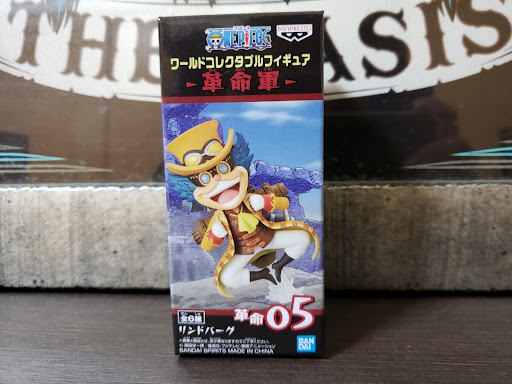 THE OASIS
ONE PIECE
BANPRESTO
ワールドコレクタブルフィギュア
-革命軍-
全6種
革命05
リンドバーグ
BANDAI
BANDAI SPIRITS MADE IN CHINA